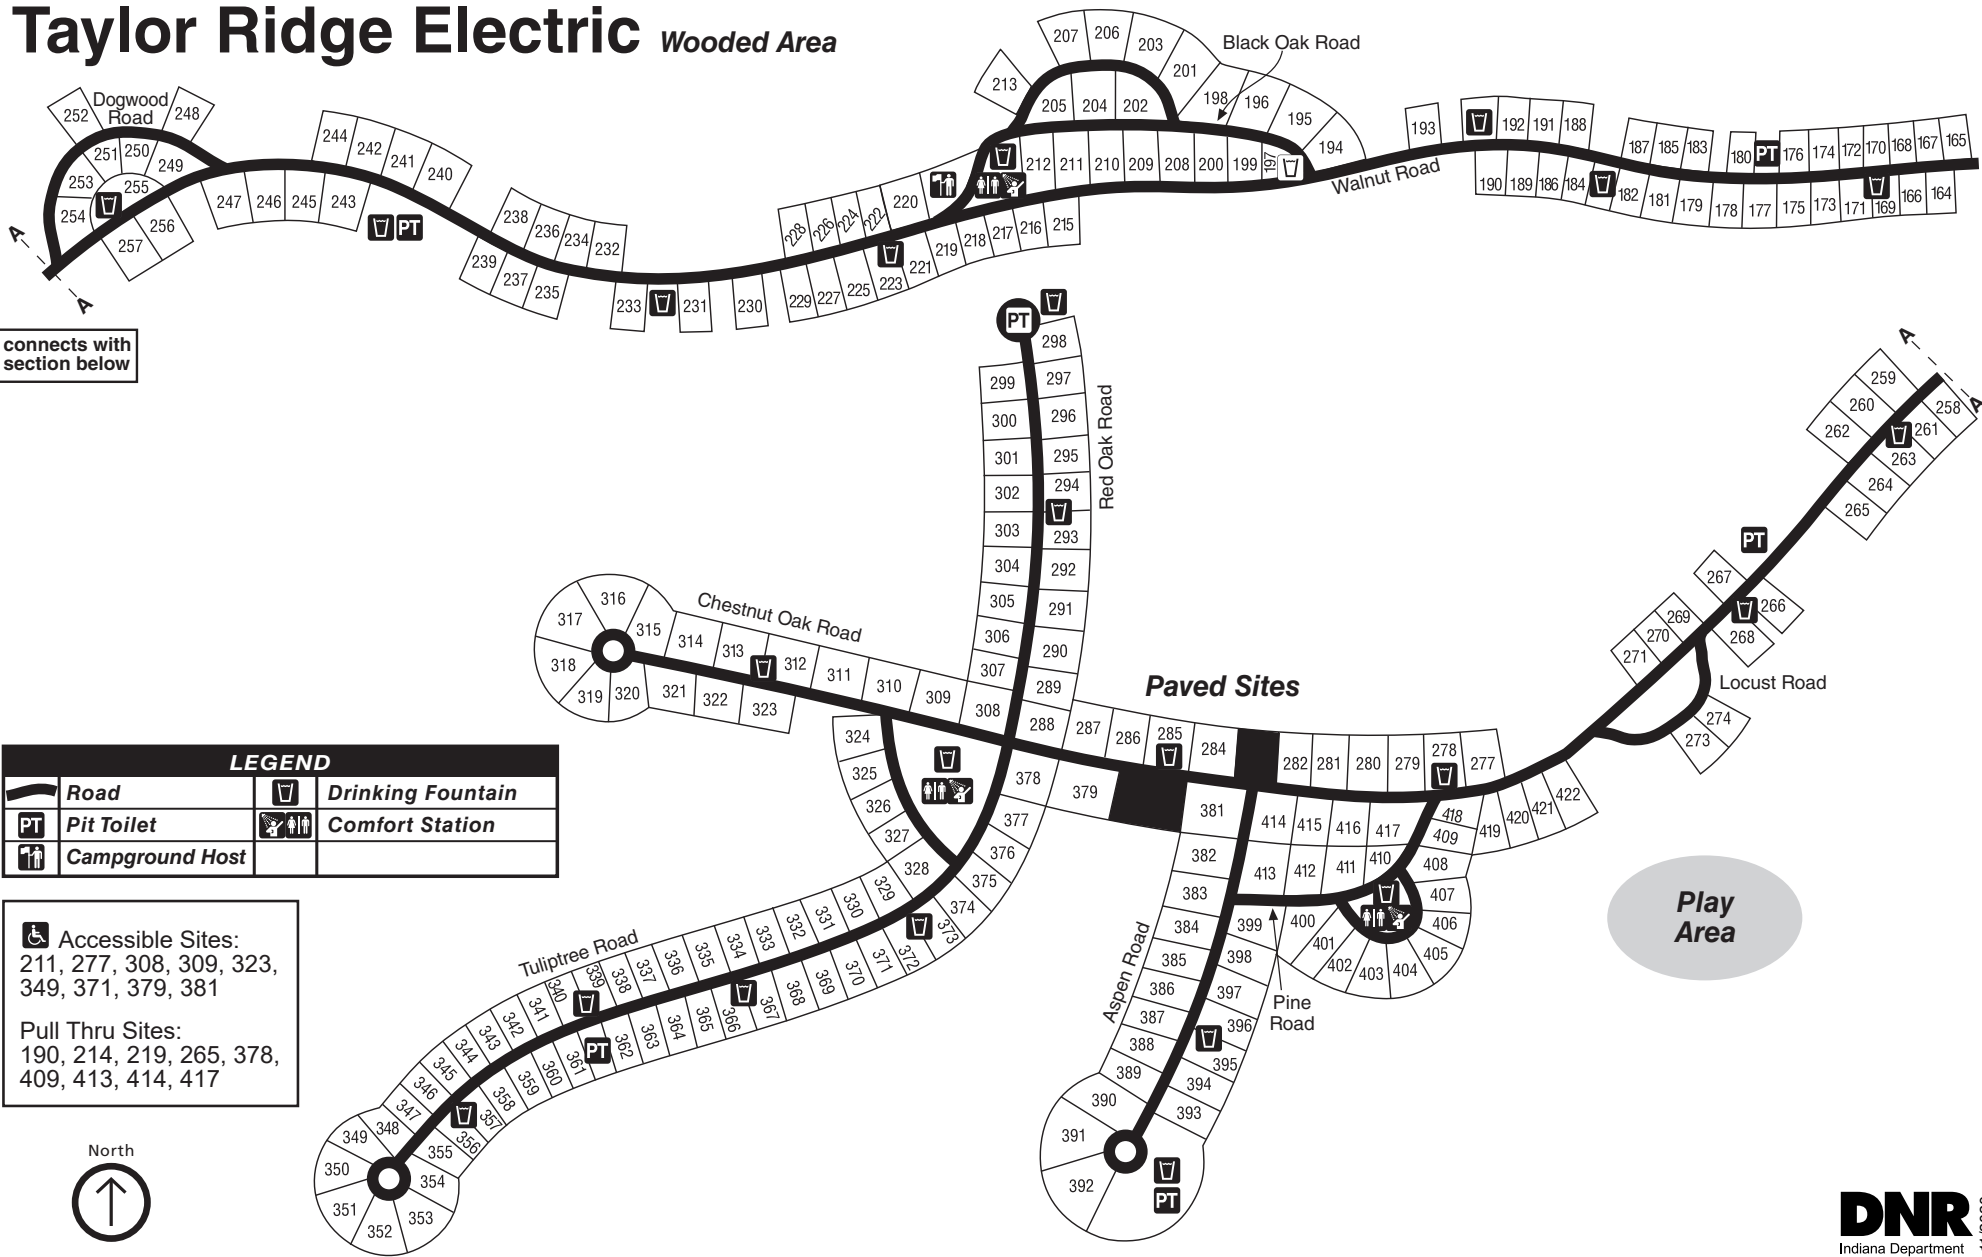 Taylor Ridge Electric Wooded Area
Black Oak Road
207 206 203
213 201
205 204 202
198 196 195 194
193 192 191 188
187 185 183 180 PT 176 174 172 170 168 167 165
190 189 186 184 182 181 179 178 177 175 173 171 169 166 164
Walnut Road
212 211 210 209 208 200 199 197
252 Dogwood 248
Road
251 250 249
253 255
254 256
257
247 246 245 243
244 242 241 240
PT
238 236 234 232
239 237 235
233 231 230
228 226 224 222 220
229 227 225 223 221 219 218 217 216 215
A
A
connects with
section below
PT
298
299 297
300 296
301 295
302 294
303 293
304 292
305 291
306 290
307 289
308 288
Red Oak Road
A
A
259 258
260 261
262 263
264
265
PT
267 266
269 268
270
271
Locust Road
274
273
Chestnut Oak Road
316
317 315 314 313 312 311 310 309
318
319 320 321 322 323
Paved Sites
287 286 285 284 282 281 280 279 278 277
324
325
326
327
328
378 379 381
377
376
375
374
373
414 415 416 417 418 419 420 421 422
413 412 411 410 409
408
407
406
405
404
403
402
401
400
399
382
383
384
385 398
386 397
387 396
388 395
389 394
390 393
391
392
PT
Aspen Road
Pine
Road
Play
Area
Tuliptree Road
340 339 338 337 336 335 334 333 332 331 330 329
341
342
343
344
345
346
347
348
349
350
351
352
353
354
355
356
357
358
359
360
361 PT 362 363 364 365 366 367 368 369 370 371 372
LEGEND
Road Drinking Fountain
PT Pit Toilet Comfort Station
Campground Host
Accessible Sites:
211, 277, 308, 309, 323,
349, 371, 379, 381
Pull Thru Sites:
190, 214, 219, 265, 378,
409, 413, 414, 417
North
DNR
Indiana Department